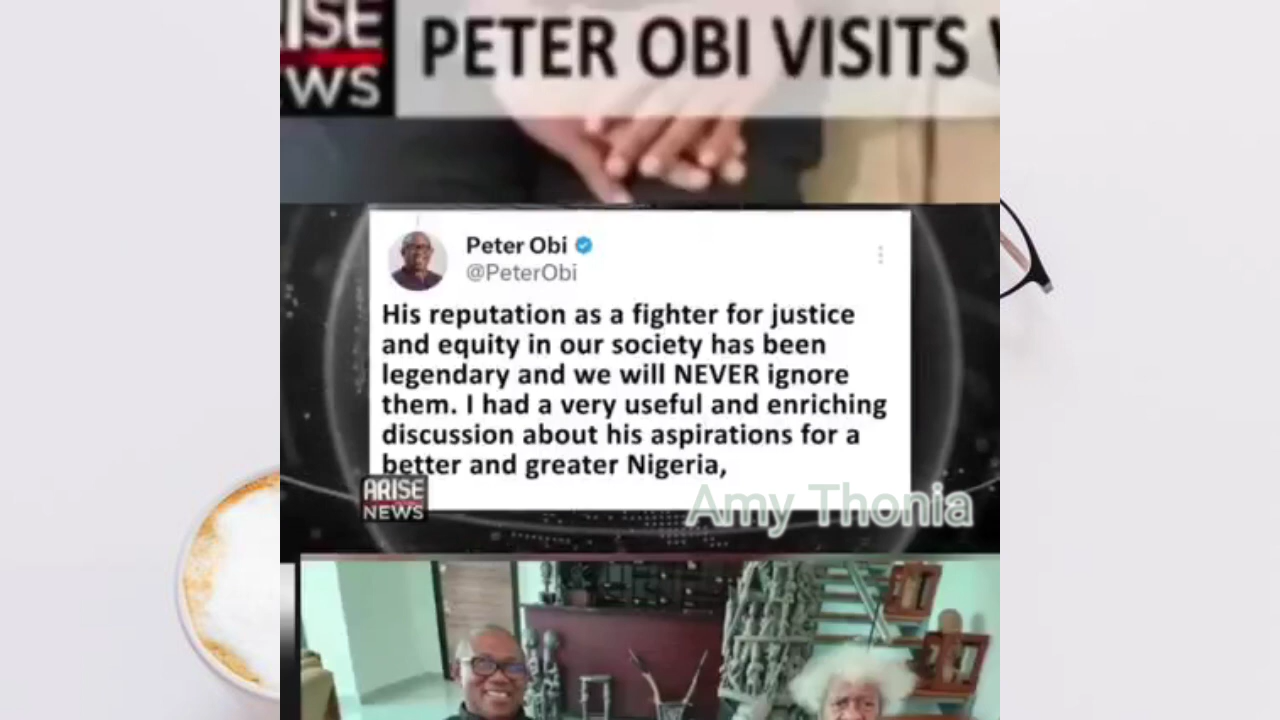 ARISE
NEWS
PETER OBI VISITS
Peter Obi
@PeterObi
His reputation as a fighter for justice
and equity in our society has been
legendary and we will NEVER ignore
them. I had a very useful and enriching
discussion about his aspirations for a
better and greater Nigeria,
ARISE
NEWS
Amy Thonia